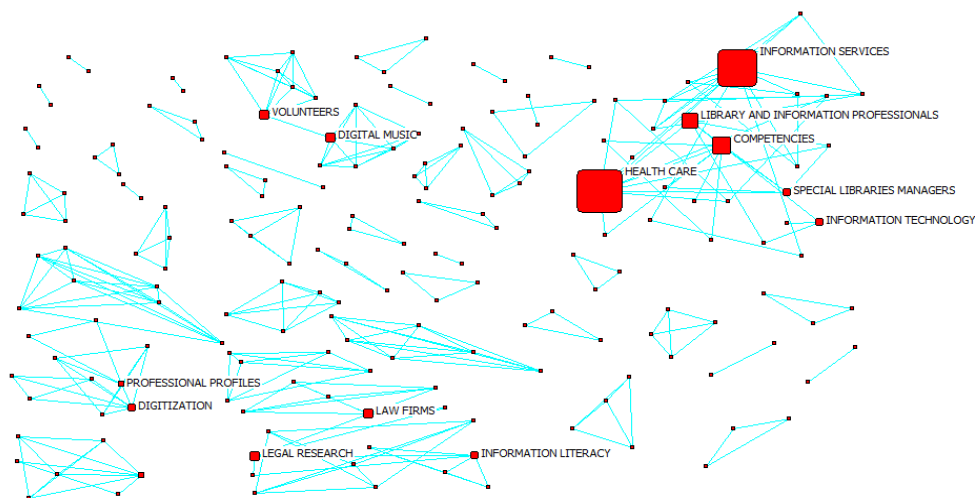 INFORMATION SERVICES
VOLUNTEERS
LIBRARY AND INFORMATION PROFESSIONALS
DIGITAL MUSIC
COMPETENCIES
HEALTH CARE
SPECIAL LIBRARIES MANAGERS
INFORMATION TECHNOLOGY
PROFESSIONAL PROFILES
DIGITIZATION
LAW FIRMS
LEGAL RESEARCH
INFORMATION LITERACY